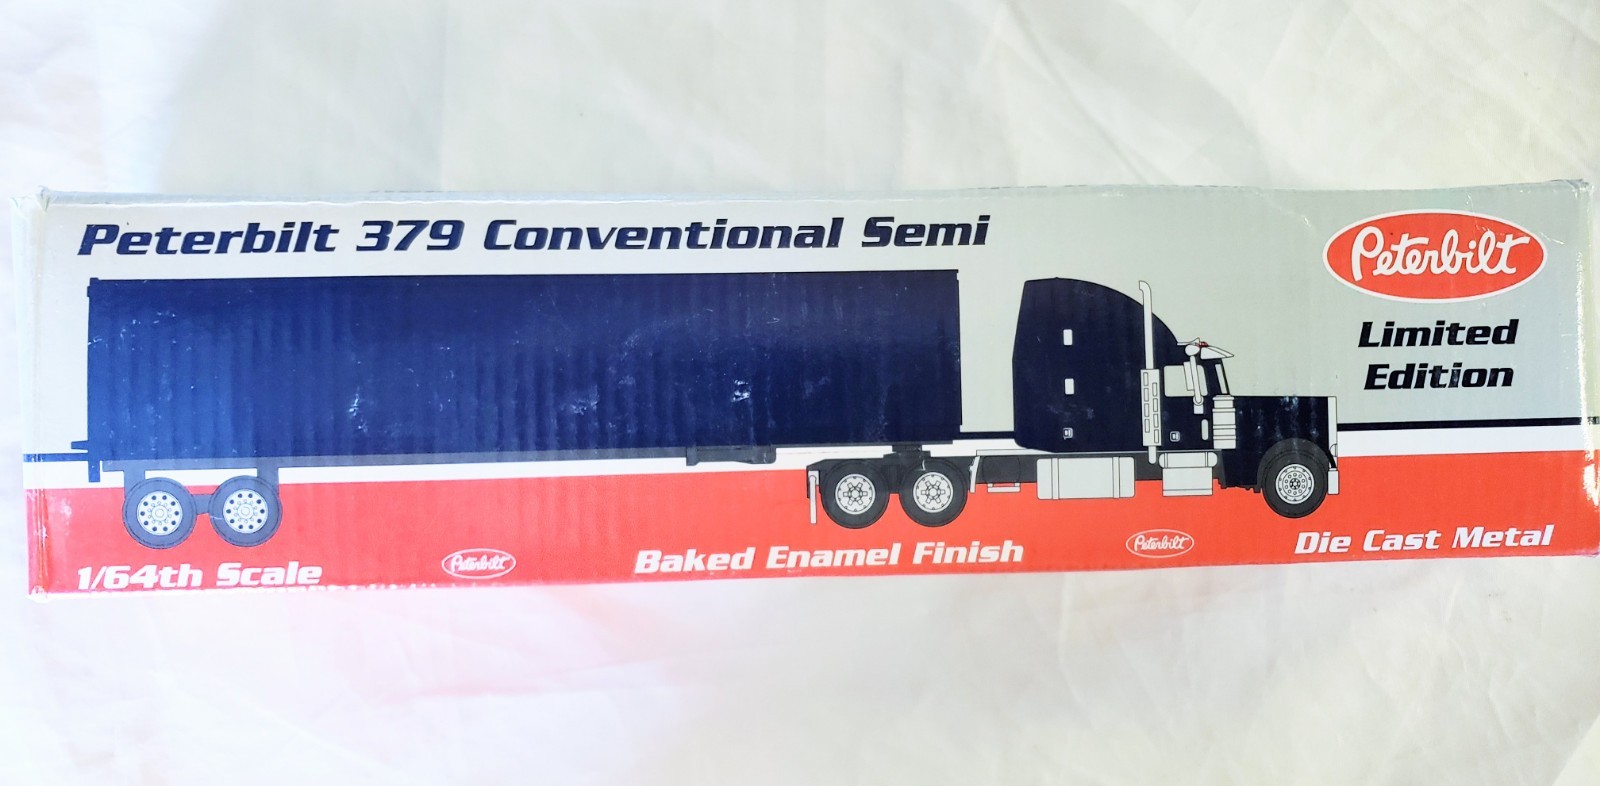 Peterbilt 379 Conventional Semi
Peterbilt
Limited
Edition
1/64th Scale
Peterbilt
Baked Enamel Finish
Peterbilt
Die Cast Metal